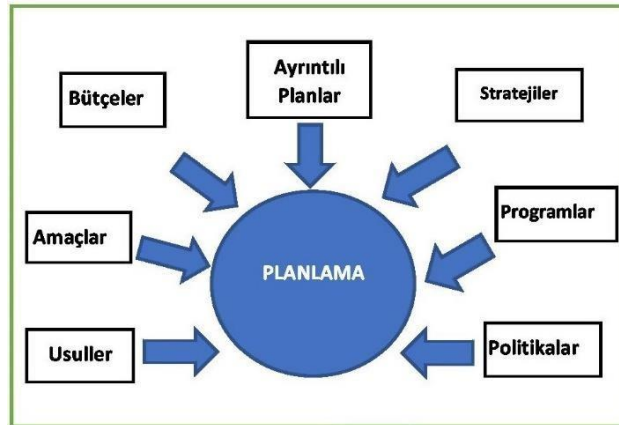 Ayrıntılı
Planlar
Bütçeler
Stratejiler
Amaçlar
Programlar
PLANLAMA
Usuller
Politikalar